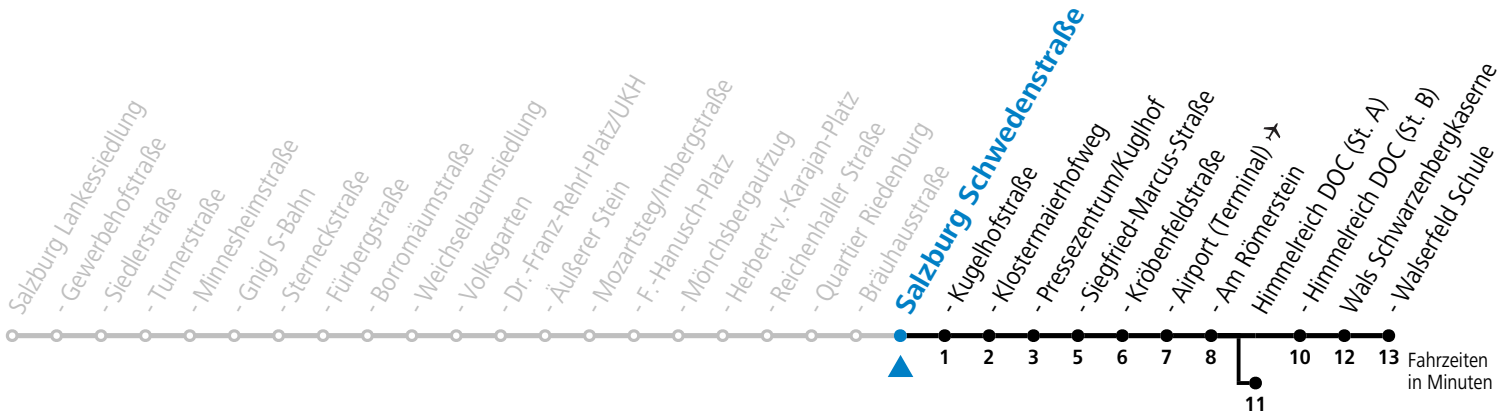 Salzburg Lankessiedlung
- Gewerbehofstraße
- Siedlerstraße
- Turnerstraße
- Minnesheimstraße
- Gnigl S-Bahn
- Sterneckstraße
- Fürbergstraße
- Borromäumstraße
- Weichselbaumsiedlung
- Volksgarten
- Dr.-Franz-Rehrl-Platz/UKH
- Äußerer Stein
- Mozartsteg/Imbergstraße
- F.-Hanusch-Platz
- Mönchsbergaufzug
- Herbert-v.-Karajan-Platz
- Reichenhaller Straße
- Quartier Riedenburg
- Bräuhausstraße
Salzburg Schwedenstraße
- Kugelhofstraße
- Klostermaierhofweg
- Pressezentrum/Kuglhof
- Siegfried-Marcus-Straße
- Kröbenfeldstraße
- Airport (Terminal)
- Am Römerstein
Himmelreich DOC (St. A)
- Himmelreich DOC (St. B)
Wals Schwarzenbergkaserne
- Walserfeld Schule
1 2 3 5 6 7 8 10 12 13 Fahrzeiten
in Minuten
11